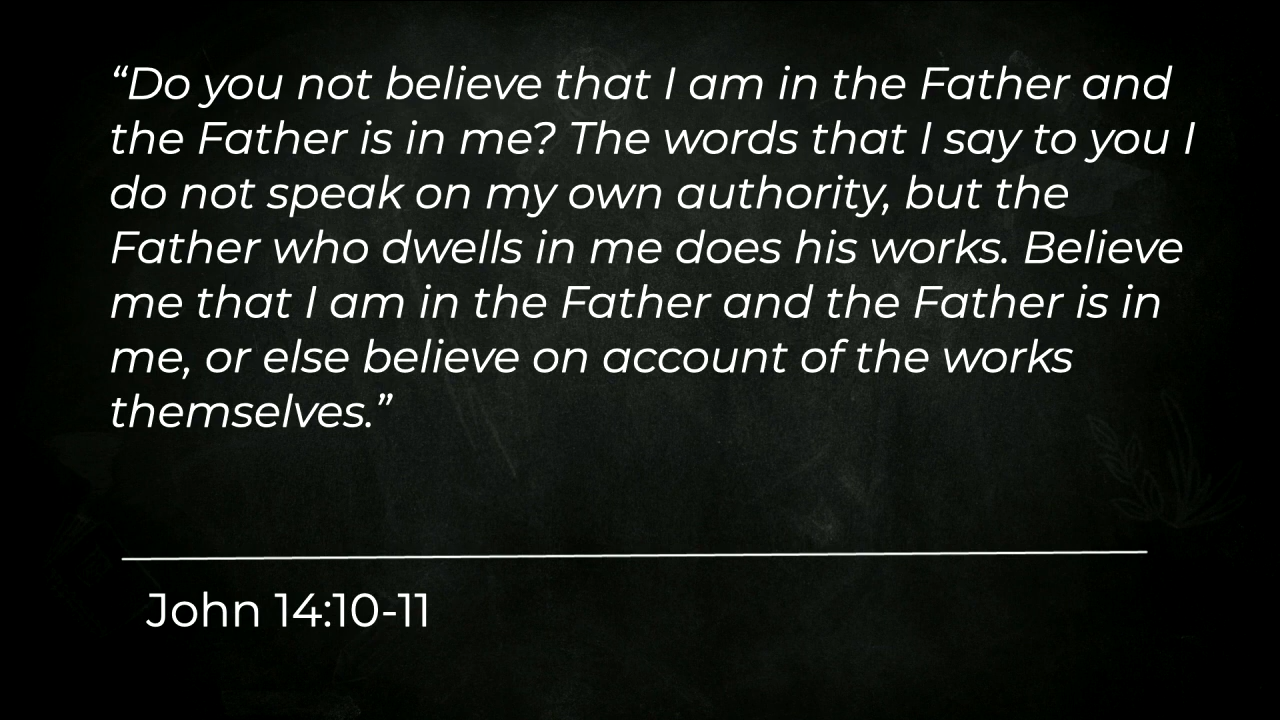 “Do you not believe that I am in the Father and
the Father is in me? The words that I say to you I
do not speak on my own authority, but the
Father who dwells in me does his works. Believe
me that I am in the Father and the Father is in
me, or else believe on account of the works
themselves.”
John 14:10-11